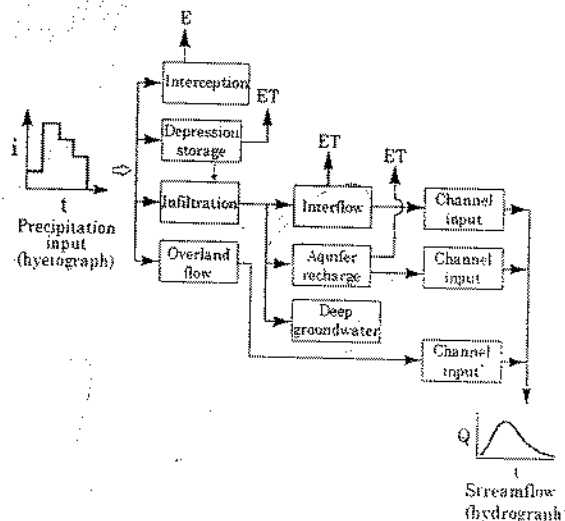 E
Interception
ET
Depression
storage
ET
ET
i
Infiltration
Interflow
Channel
input
t
Precipitation
input
(hyetograph)
Overland
flow
Aquifer
recharge
Channel
input
Deep
groundwater
Channel
input
Q
t
Streamflow
(hydrograph)